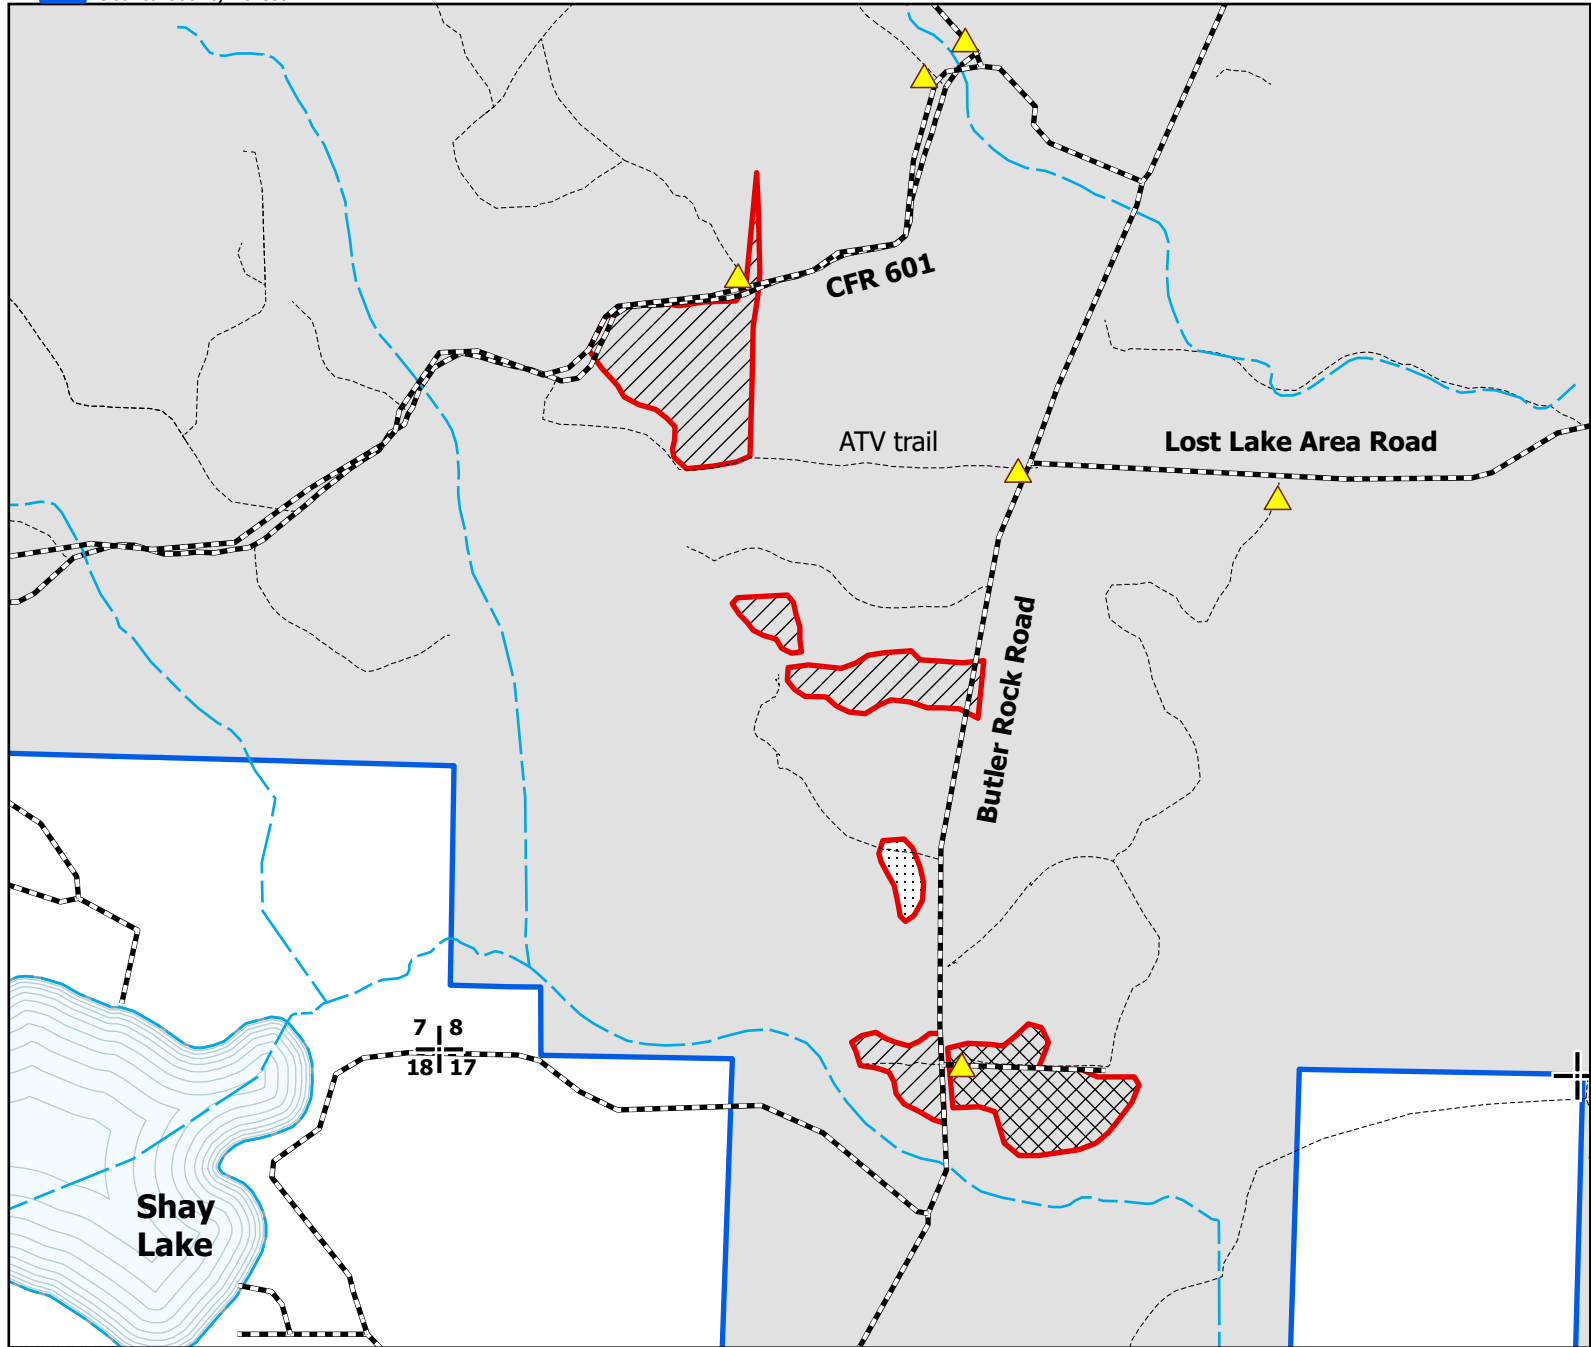 CFR 601
ATV trail
Lost Lake Area Road
Butler Rock Road
7 8
18 17
Shay
Lake